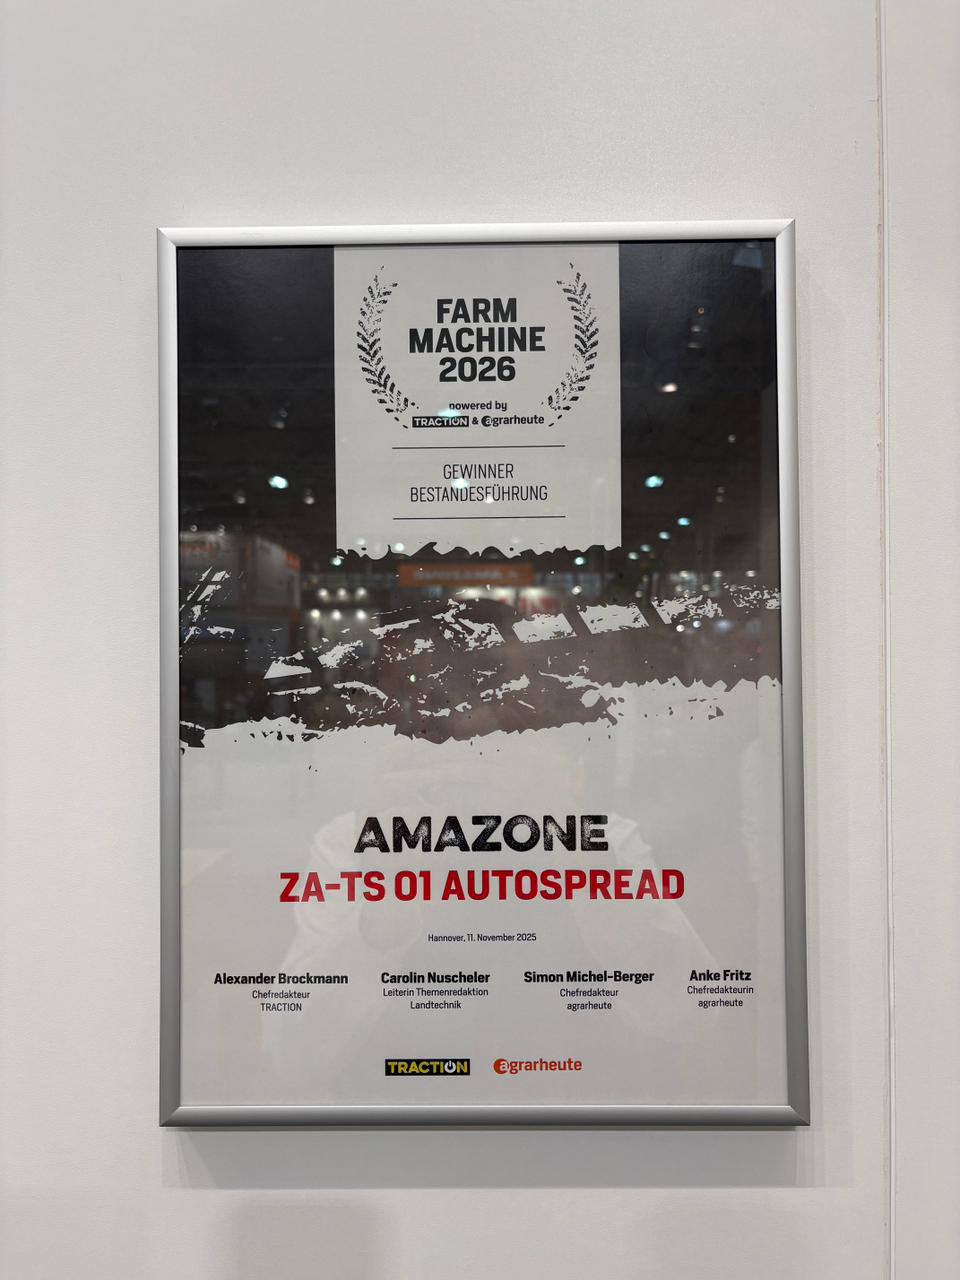 FARM
MACHINE
2026
powered by
TRACTION & agrarheute
GEWINNER
BESTANDESFÜHRUNG
AMAZONE
ZA-TS 01 AUTOSPREAD
Hannover, 11. November 2025
Alexander Brockmann
Chefredakteur
TRACTION
Carolin Nuscheler
Leiterin Themenredaktion
Landtechnik
Simon Michel-Berger
Chefredakteur
agrarheute
Anke Fritz
Chefredakteurin
agrarheute
TRACTION agrarheute